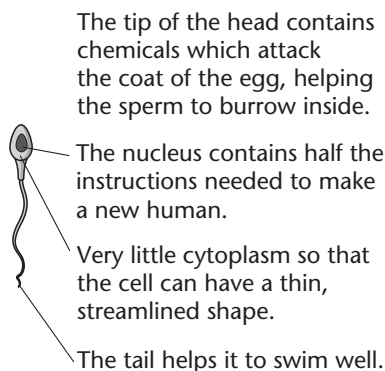 The tip of the head contains
chemicals which attack
the coat of the egg, helping
the sperm to burrow inside.
The nucleus contains half the
instructions needed to make
a new human.
Very little cytoplasm so that
the cell can have a thin,
streamlined shape.
The tail helps it to swim well.